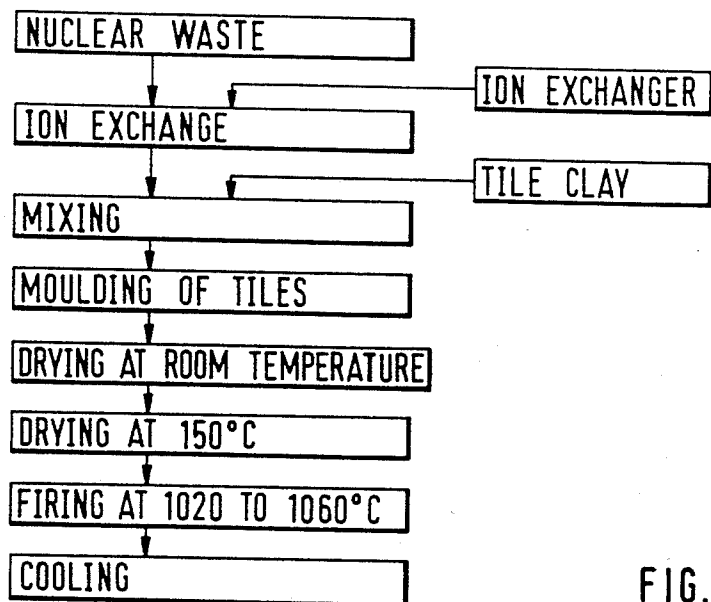 NUCLEAR WASTE
ION EXCHANGER
ION EXCHANGE
TILE CLAY
MIXING
MOULDING OF TILES
DRYING AT ROOM TEMPERATURE
DRYING AT 150°C
FIRING AT 1020 TO 1060°C
COOLING
FIG.